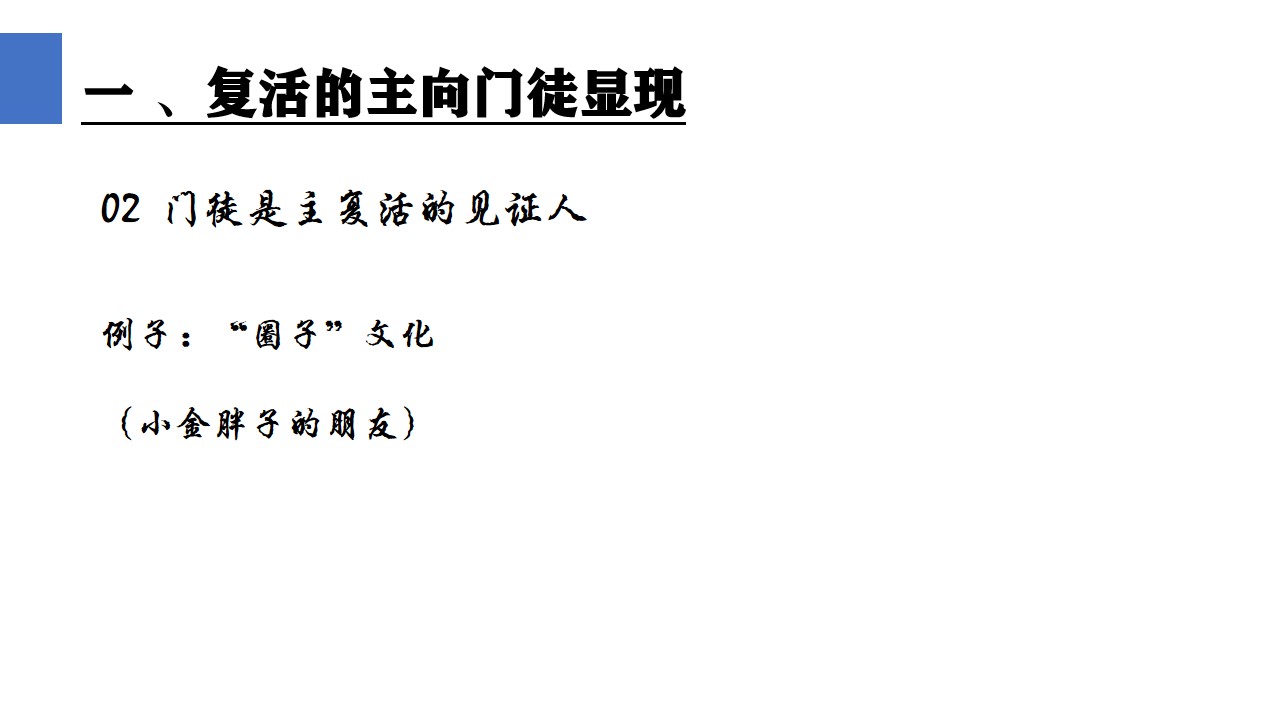 一 、复活的主向门徒显现
02 门徒是主复活的见证人
例子：“圈子”文化
（小金胖子的朋友）